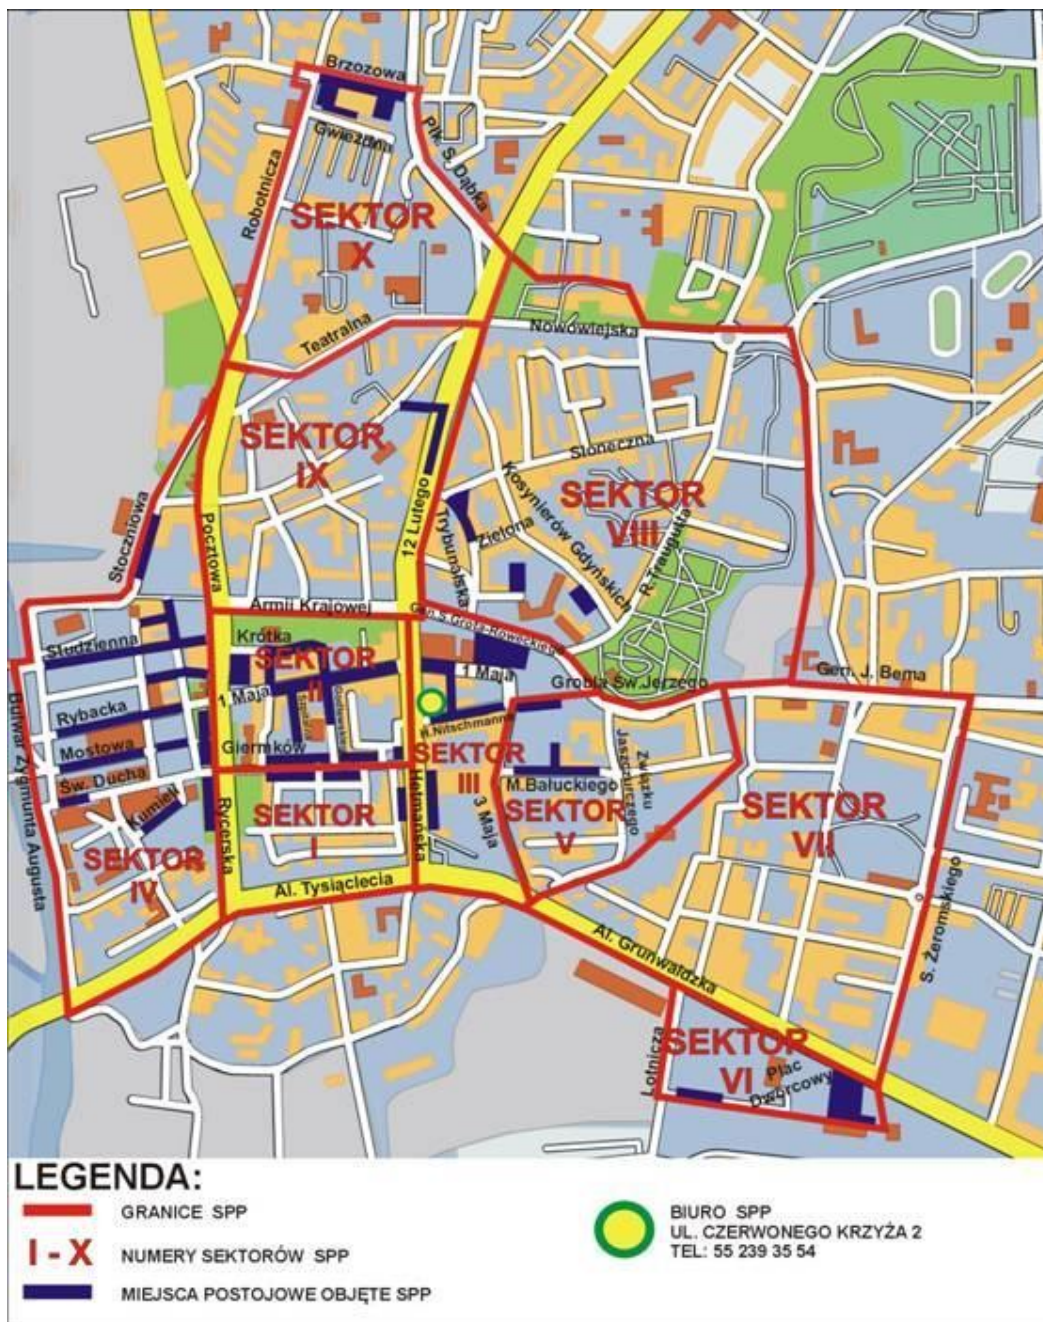 Brzozowa
Gwiezdna
Płk. S. Dąbka
Robotnicza
SEKTOR
X
Teatralna
Nowowiejska
SEKTOR
IX
Słoneczna
Kosynierów Gdyńskich
SEKTOR
VIII
Stoczniowa
Pocztowa
12 Lutego
Trybunalska
Zielona
R. Traugutta
Armii Krajowej
Gen. S. Grota-Roweckiego
Studzienna
Krótka
SEKTOR
II
1 Maja
1 Maja
Grobla Św. Jerzego
Gen. J. Bema
Bulwar Zygmunta Augusta
Rybacka
Mostowa
Św. Ducha
Kumieli
SEKTOR
IV
Giermków
H.Nitschmanna
SEKTOR
III
3 Maja
Hetmańska
Rycerska
SEKTOR
I
Al. Tysiąclecia
M.Bałuckiego
SEKTOR
V
Związku
Jaszczurczego
SEKTOR
VII
S. Żeromskiego
Al. Grunwaldzka
Lotnicza
SEKTOR
VI
Plac
Dworcowy
LEGENDA:
GRANICE SPP
I - X NUMERY SEKTORÓW SPP
MIEJSCA POSTOJOWE OBJĘTE SPP
BIURO SPP
UL. CZERWONEGO KRZYŻA 2
TEL: 55 239 35 54